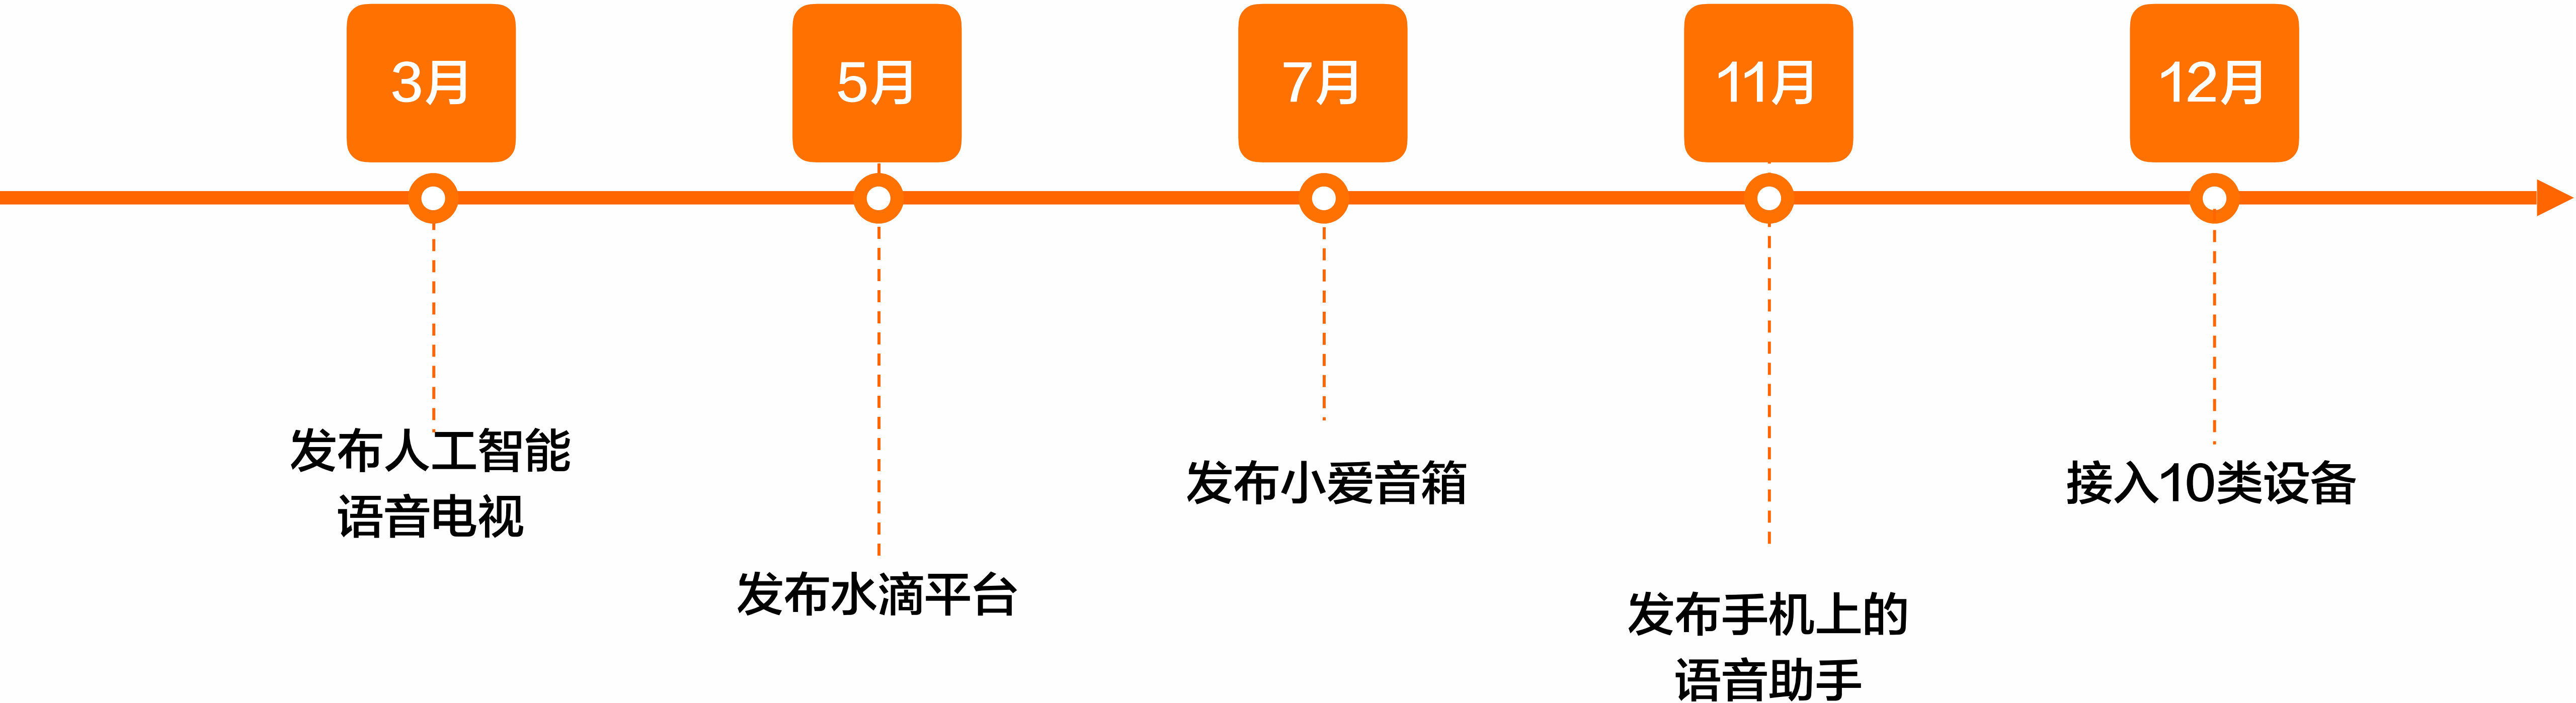 3月
5月
7月
11月
12月
发布人工智能
语音电视
发布水滴平台
发布小爱音箱
发布手机上的
语音助手
接入10类设备